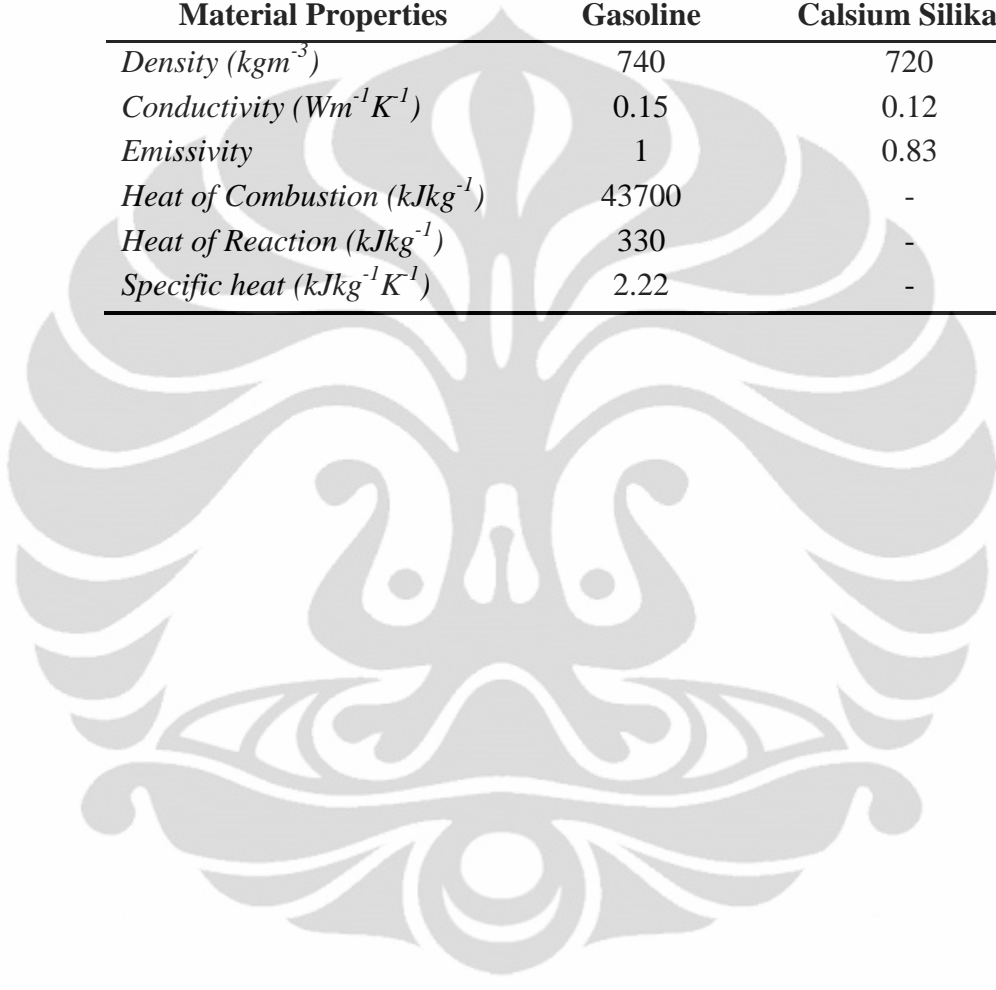 Material Properties Gasoline Calsium Silika
Density (kgm⁻³) 740 720
Conductivity (Wm⁻¹K⁻¹) 0.15 0.12
Emissivity 1 0.83
Heat of Combustion (kJkg⁻¹) 43700 -
Heat of Reaction (kJkg⁻¹) 330 -
Specific heat (kJkg⁻¹K⁻¹) 2.22 -